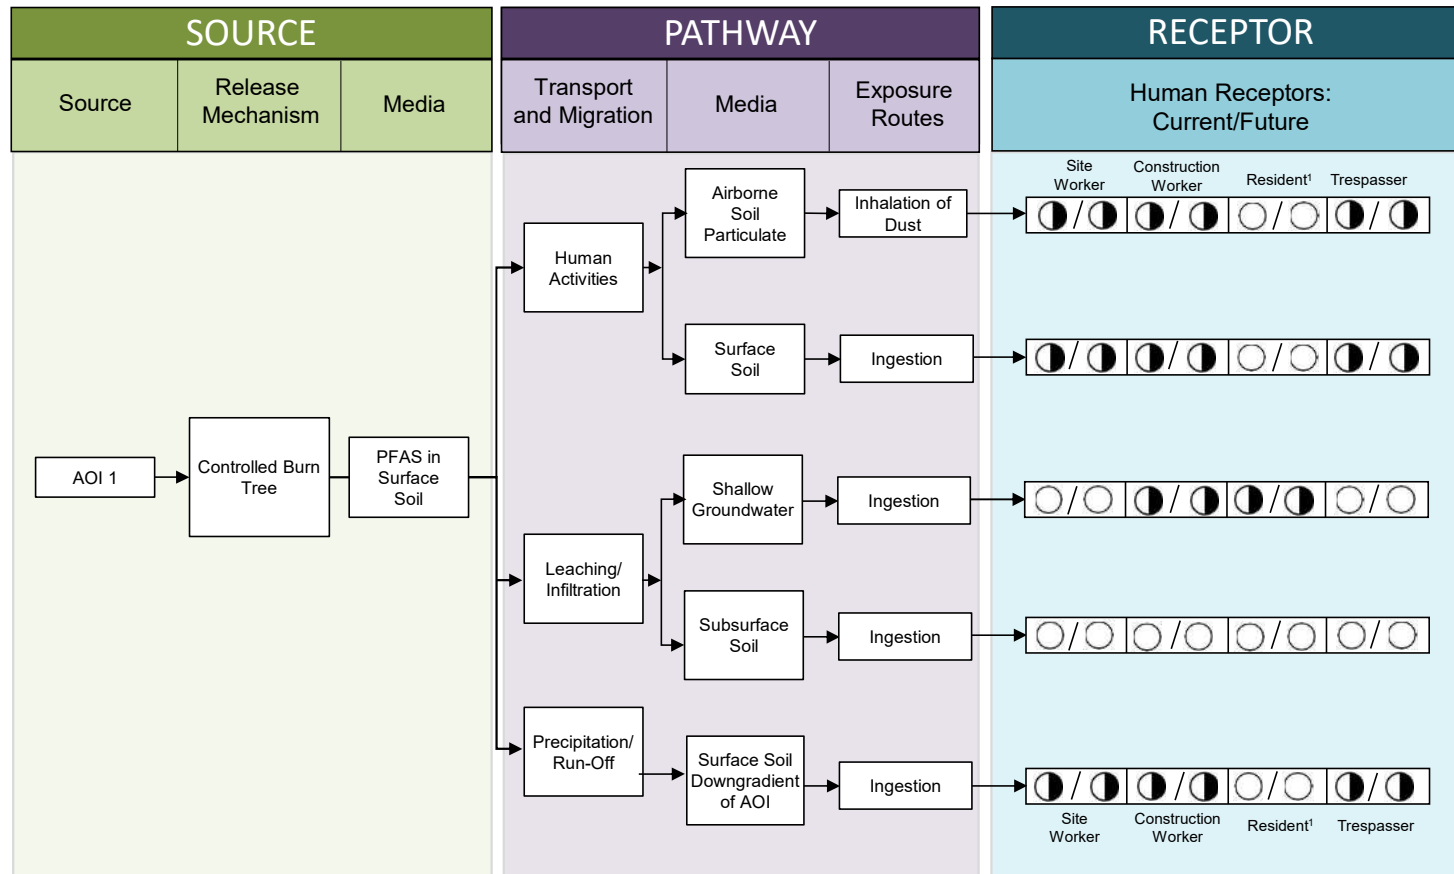 SOURCE
PATHWAY
RECEPTOR
Source
Release
Mechanism
Media
Transport
and Migration
Media
Exposure
Routes
Human Receptors:
Current/Future
Site
Worker
Construction
Worker
Resident¹
Trespasser
Airborne
Soil
Particulate
Inhalation of
Dust
/ / / /
Human
Activities
Surface
Soil
Ingestion
/ / / /
AOI 1
Controlled Burn
Tree
PFAS in
Surface
Soil
Shallow
Groundwater
Ingestion
/ / / /
Leaching/
Infiltration
Subsurface
Soil
Ingestion
/ / / /
Precipitation/
Run-Off
Surface Soil
Downgradient
of AOI
Ingestion
/ / / /
Site
Worker
Construction
Worker
Resident¹
Trespasser